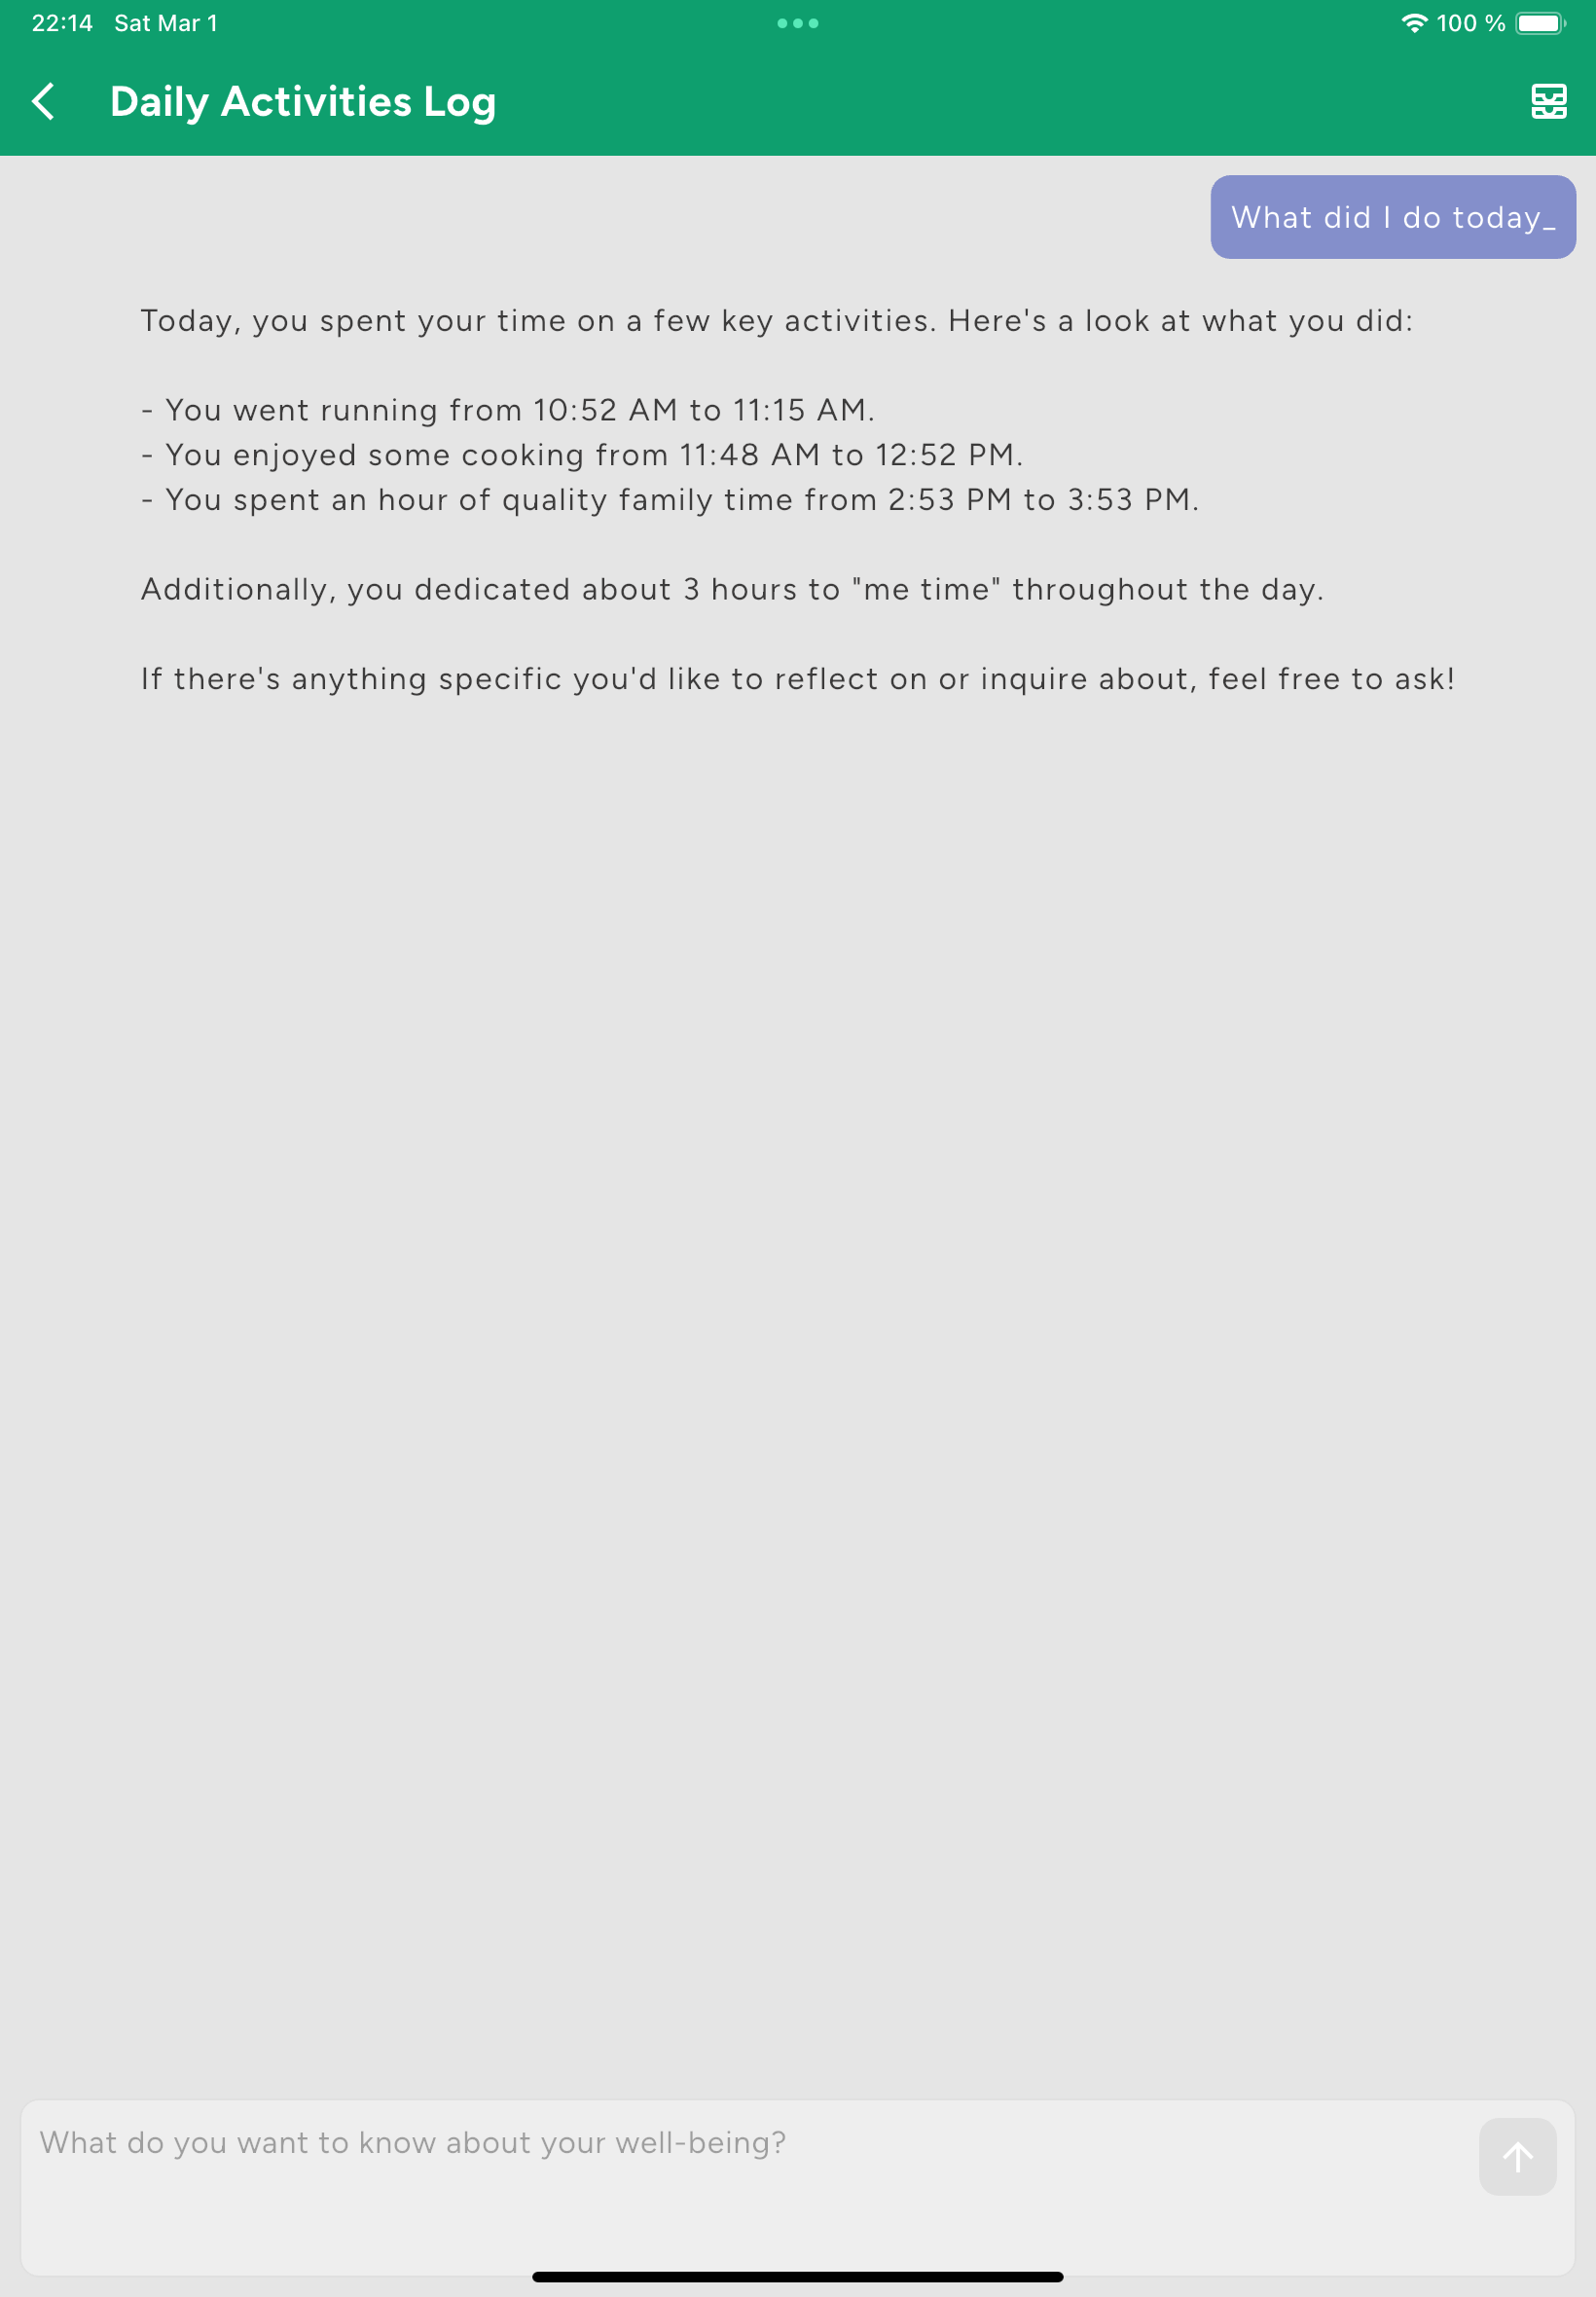 22:14 Sat Mar 1
100 %
Daily Activities Log
What did I do today_
Today, you spent your time on a few key activities. Here's a look at what you did:
- You went running from 10:52 AM to 11:15 AM.
- You enjoyed some cooking from 11:48 AM to 12:52 PM.
- You spent an hour of quality family time from 2:53 PM to 3:53 PM.
Additionally, you dedicated about 3 hours to "me time" throughout the day.
If there's anything specific you'd like to reflect on or inquire about, feel free to ask!
What do you want to know about your well-being?